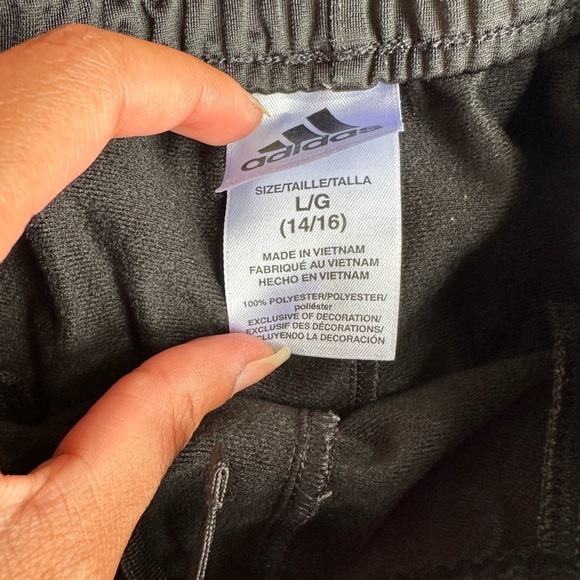 adidas
SIZE/TAILLE/TALLA
L/G
(14/16)
MADE IN VIETNAM
FABRIQUÉ AU VIETNAM
HECHO EN VIETNAM
100% POLYESTER/POLYESTER/
poliéster
EXCLUSIVE OF DECORATION/
EXCLUSIF DES DÉCORATIONS/
LA DECORACIÓN